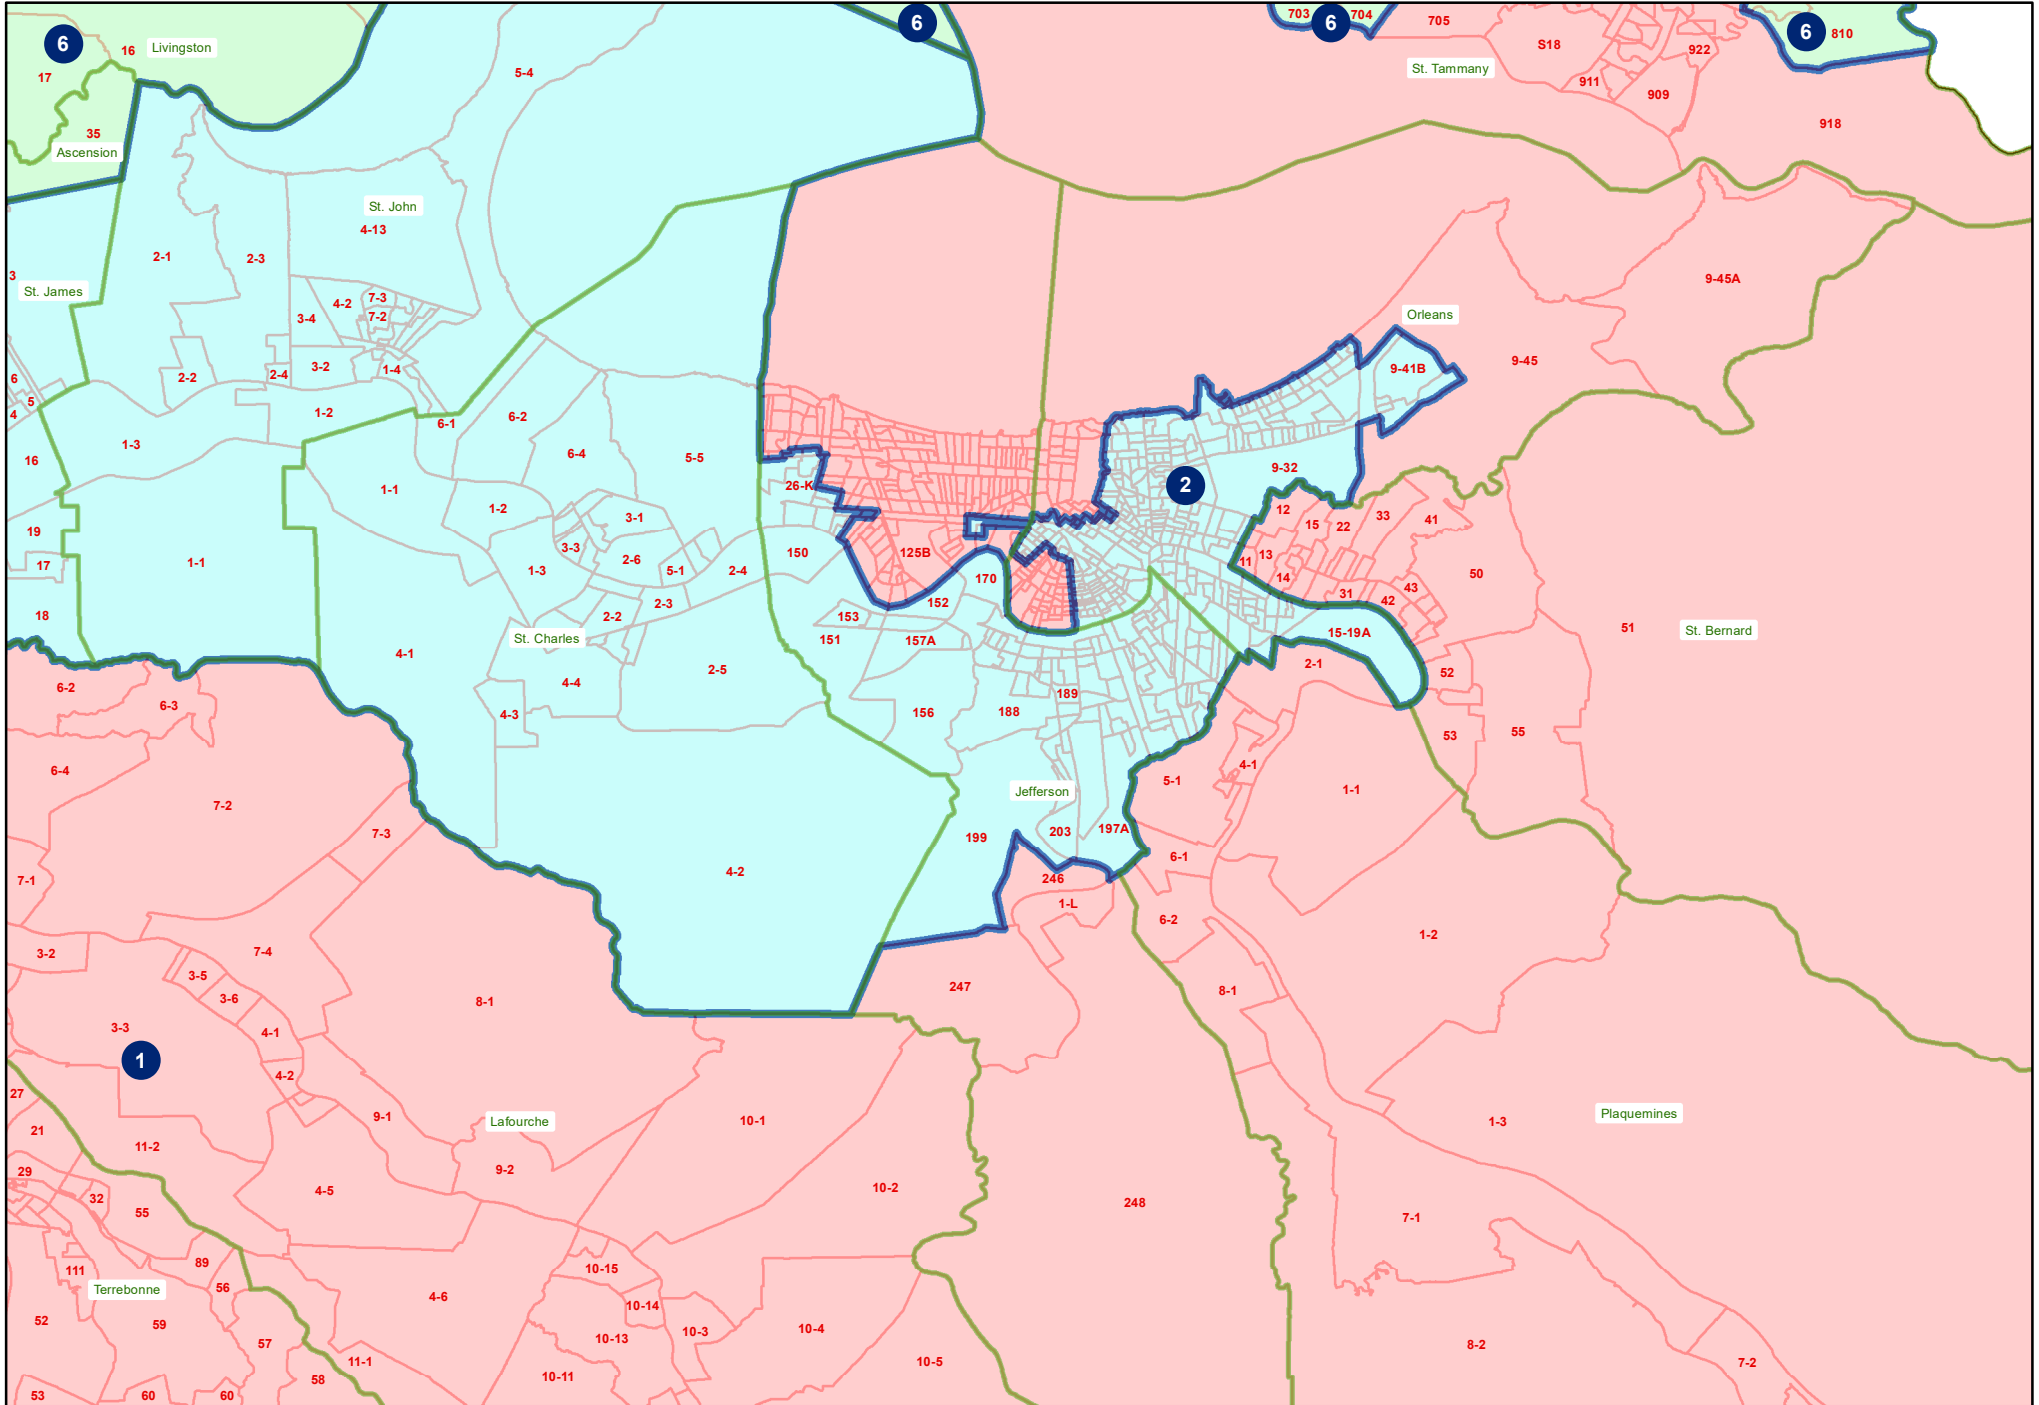 6 703 6 704 705 6 810
6 16 Livingston S18 922
17 5-4 St. Tammany 911 909
35 918
Ascension
St. John
4-13
2-1 2-3 9-45A
3
St. James 4-2 7-3
3-4 7-2 Orleans
9-45
6 2-2 2-4 3-2 1-4 9-41B
5
4 1-2 6-1 6-2
1-3
16 6-4 5-5 9-32
1-1 26-K 2
1-2 3-1 12 15 22 33 41
19
3-3 150 125B 11 13
17 1-1 1-3 2-6 5-1 2-4 170 14 50
31 42 43
18 2-2 2-3 153 152
St. Charles 151 157A 15-19A 51 St. Bernard
4-1 2-5 2-1 52
6-2 4-4 189
6-3 4-3 156 188 53 55
6-4 5-1 4-1
7-2 Jefferson 1-1
7-3 199 203 197A
7-1 4-2 246 6-1
1-L
6-2 1-2
3-2 7-4
3-5
3-6 8-1 247 8-1
3-3 4-1
1
4-2
27 9-1 Lafourche 10-1 1-3 Plaquemines
21 11-2
29 9-2
32 4-5 10-2 248
55 7-1
89 10-15
111 56
Terrebonne 4-6 10-14
52 59 10-13 10-3 10-4
57 8-2
11-1 10-5 7-2
58 10-11
53 60 60